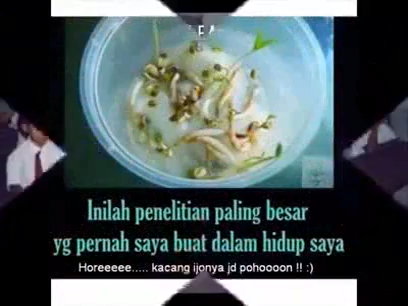 Inilah penelitian paling besar
yg pernah saya buat dalam hidup saya
Horeeeee..... kacang ijonya jd pohoooon !! :)